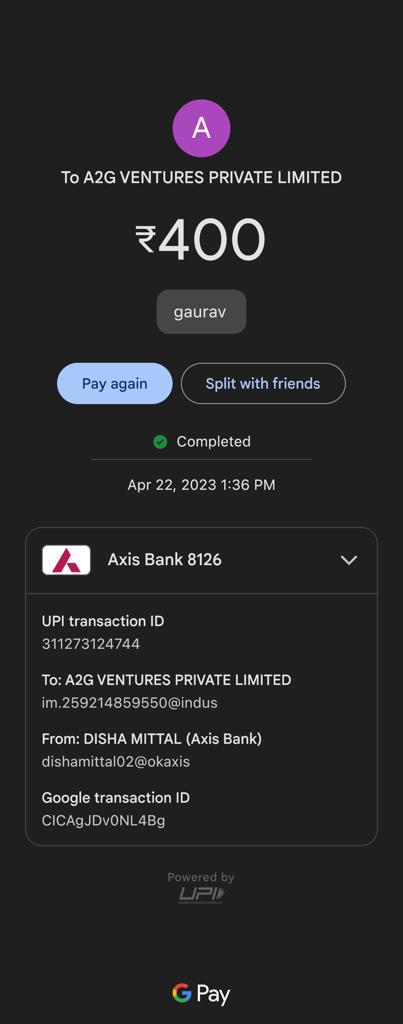 A
To A2G VENTURES PRIVATE LIMITED
₹400
gaurav
Pay again
Split with friends
Completed
Apr 22, 2023 1:36 PM
Axis Bank 8126
UPI transaction ID
311273124744
To: A2G VENTURES PRIVATE LIMITED
im.259214859550@indus
From: DISHA MITTAL (Axis Bank)
dishamittal02@okaxis
Google transaction ID
CICAgJDv0NL4Bg
Powered by
UPI
G Pay